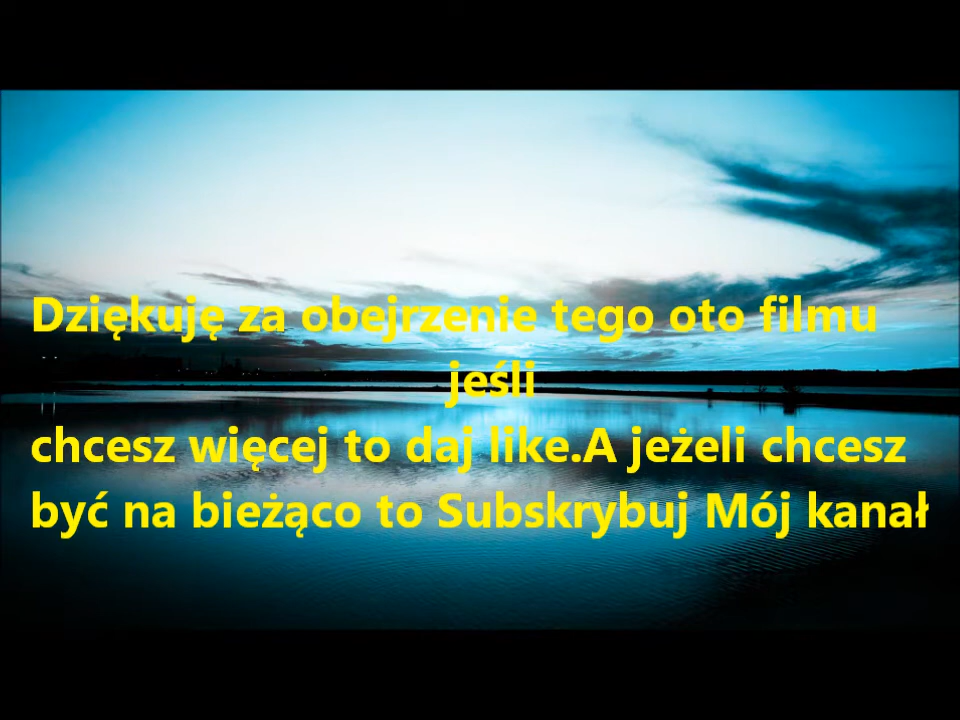 Dziękuję za obejrzenie tego oto filmu
jeśli
chcesz więcej to daj like.A jeżeli chcesz
być na bieżąco to Subskrybuj Mój kanał